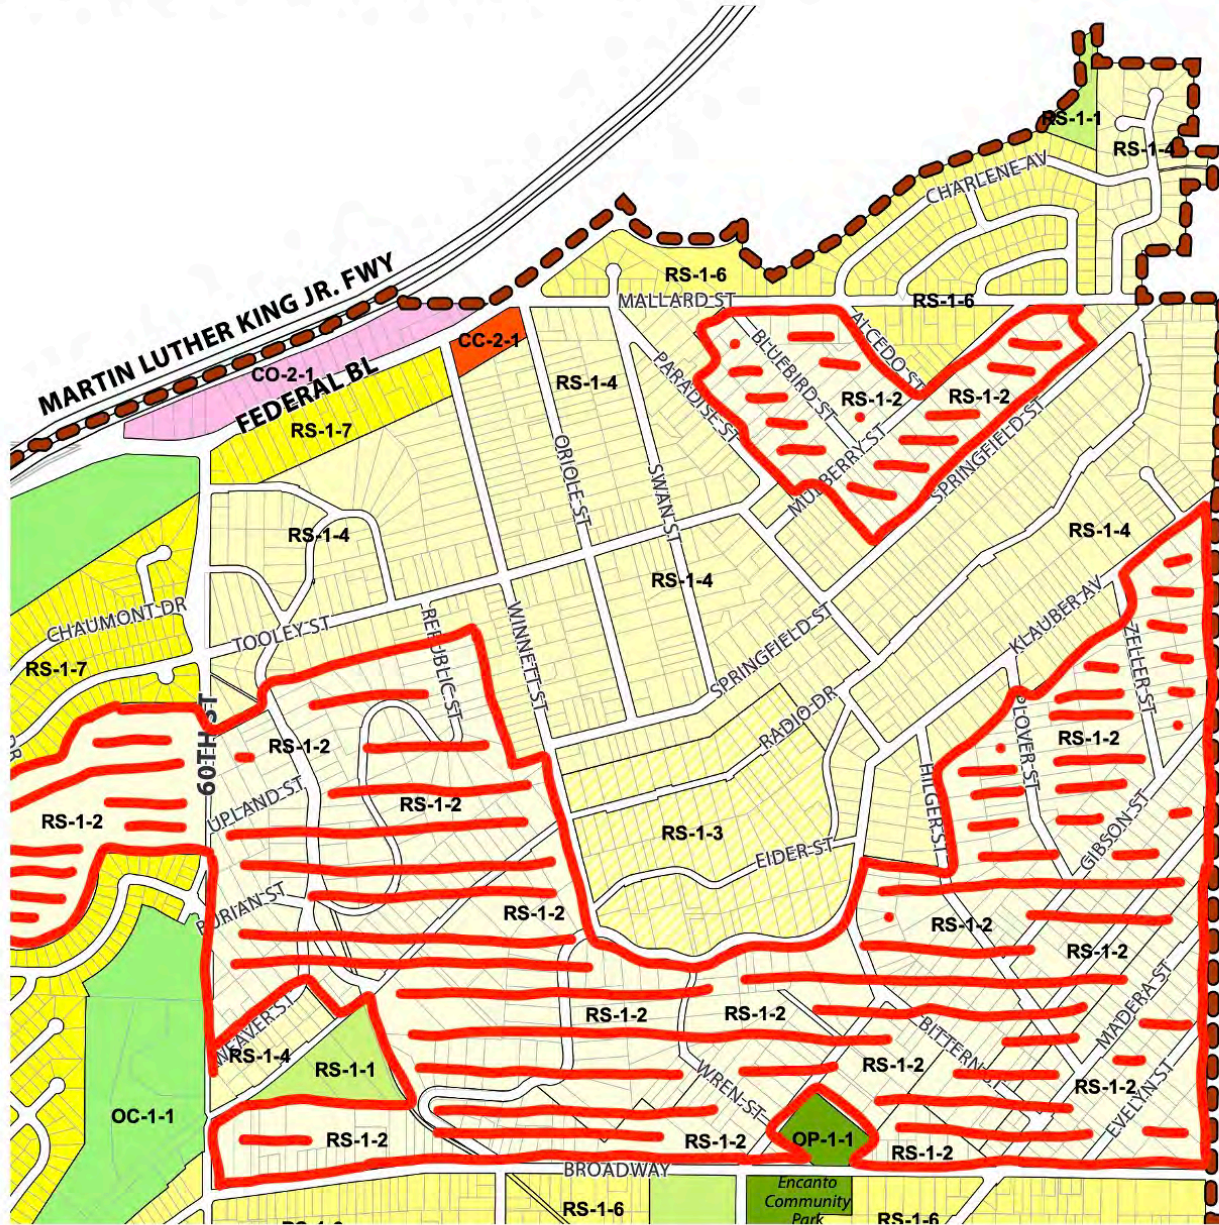 RS-1-1
RS-1-4
CHARLENE AV
RS-1-6
MALLARD ST
RS-1-6
MARTIN LUTHER KING JR. FWY
CC-2-1
CO-2-1
FEDERAL BL
RS-1-7
RS-1-4
PARADISE ST
BLUEBIRD ST
ALCEDO ST
RS-1-2
RS-1-2
MULBERRY ST
SPRINGFIELD ST
ORIOLE ST
SWAN ST
RS-1-4
RS-1-4
RS-1-4
CHAUMONT DR
TOOLEY ST
REPUBLIC ST
WINNETT ST
SPRINGFIELD ST
KLAUBER AV
ZELLER ST
RS-1-7
DR
60TH ST
RS-1-2
RADIO DR
PLOVER ST
RS-1-2
HILGER ST
UPLAND ST
RS-1-2
RS-1-2
RS-1-3
EIDER ST
GIBSON ST
BURIAN ST
RS-1-2
RS-1-2
RS-1-2
MADERA ST
RS-1-2
RS-1-2
WEAVER ST
RS-1-4
RS-1-1
BITTERN ST
RS-1-2
WREN ST
RS-1-2
EVELYN ST
OC-1-1
RS-1-2
RS-1-2
OP-1-1
RS-1-2
BROADWAY
Encanto
Community
Park
RS-1-6
RS-1-6